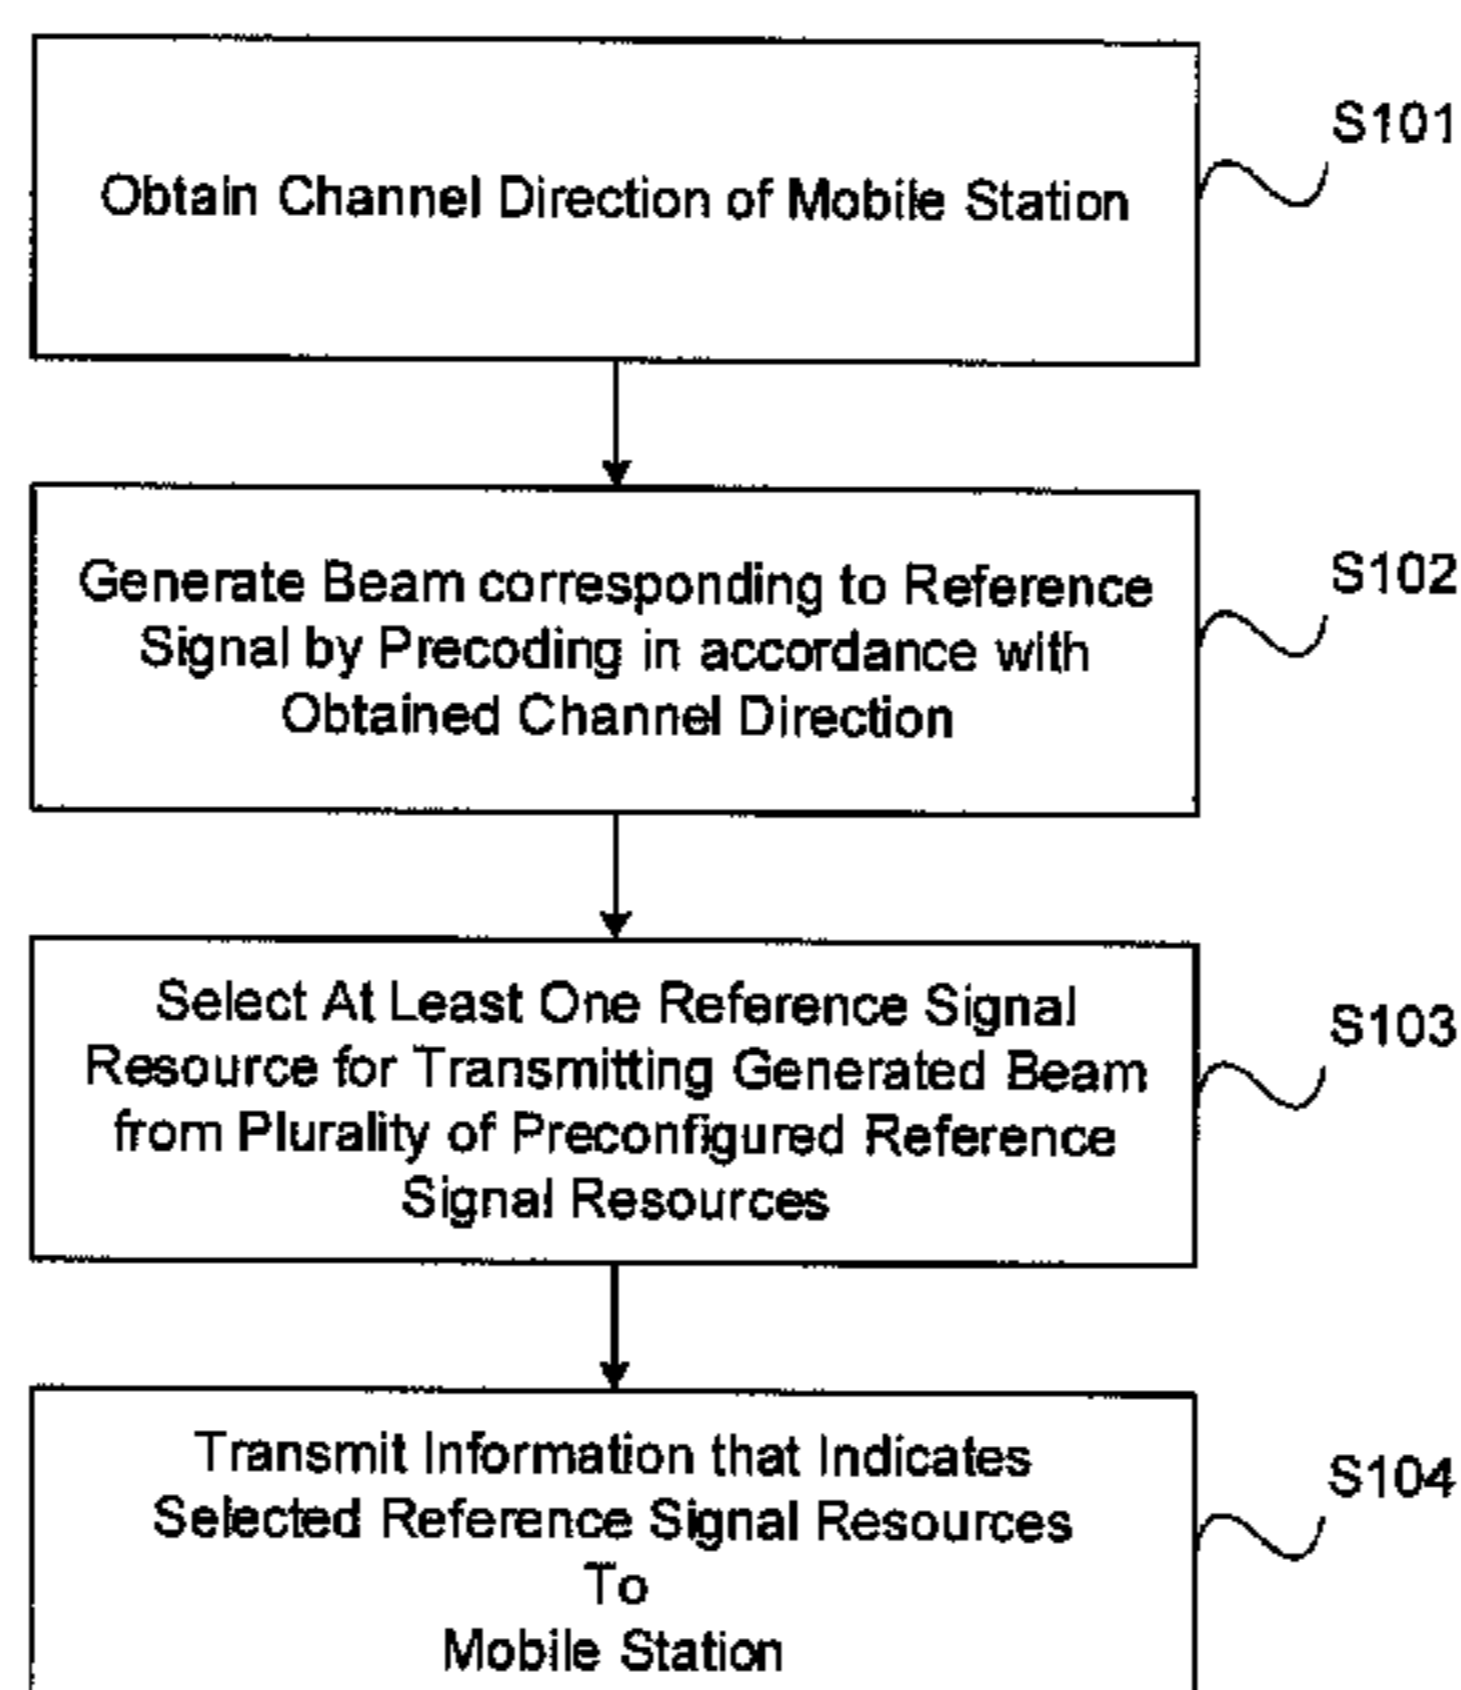 Obtain Channel Direction of Mobile Station
S101
Generate Beam corresponding to Reference
Signal by Precoding in accordance with
Obtained Channel Direction
S102
Select At Least One Reference Signal
Resource for Transmitting Generated Beam
from Plurality of Preconfigured Reference
Signal Resources
S103
Transmit Information that Indicates
Selected Reference Signal Resources
To
Mobile Station
S104